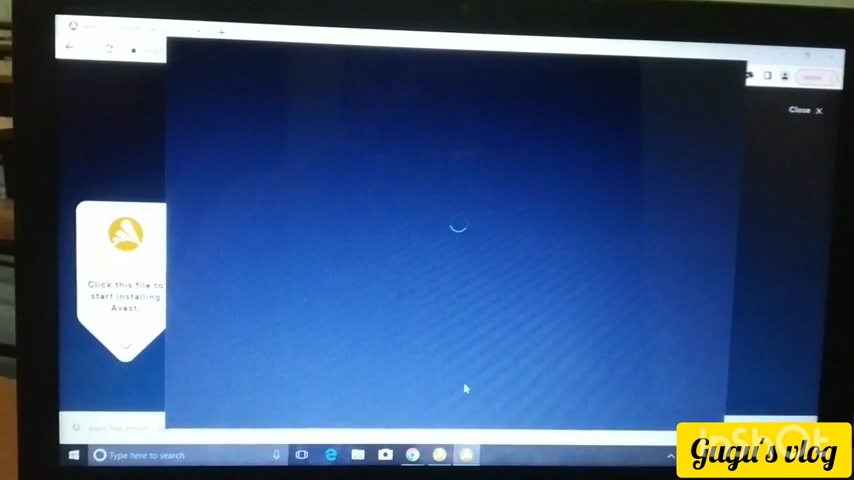 Close X
Click this file to
start installing
Avast.
Type here to search
InShOt
Gugu's vlog